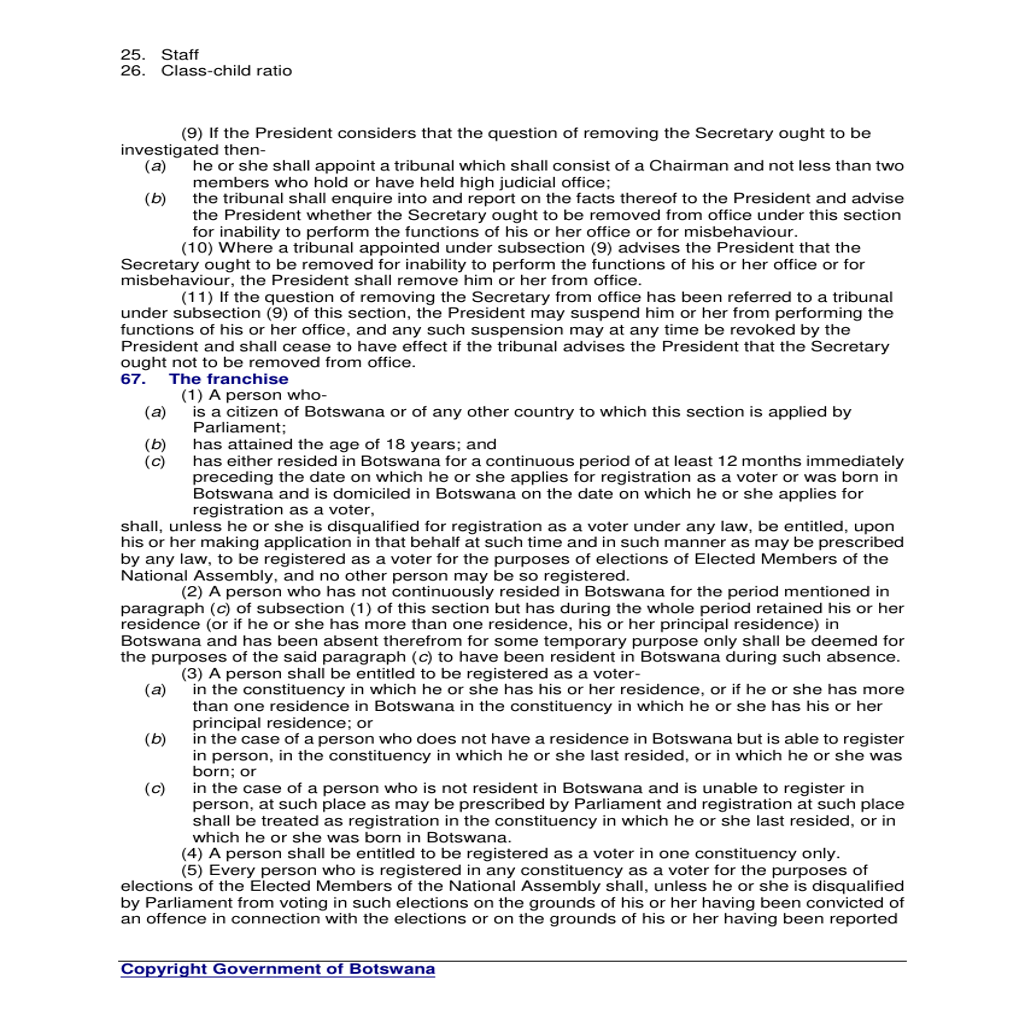 25. Staff
26. Class-child ratio
(9) If the President considers that the question of removing the Secretary ought to be
investigated then-
(a) he or she shall appoint a tribunal which shall consist of a Chairman and not less than two
members who hold or have held high judicial office;
(b) the tribunal shall enquire into and report on the facts thereof to the President and advise
the President whether the Secretary ought to be removed from office under this section
for inability to perform the functions of his or her office or for misbehaviour.
(10) Where a tribunal appointed under subsection (9) advises the President that the
Secretary ought to be removed for inability to perform the functions of his or her office or for
misbehaviour, the President shall remove him or her from office.
(11) If the question of removing the Secretary from office has been referred to a tribunal
under subsection (9) of this section, the President may suspend him or her from performing the
functions of his or her office, and any such suspension may at any time be revoked by the
President and shall cease to have effect if the tribunal advises the President that the Secretary
ought not to be removed from office.
67. The franchise
(1) A person who-
(a) is a citizen of Botswana or of any other country to which this section is applied by
Parliament;
(b) has attained the age of 18 years; and
(c) has either resided in Botswana for a continuous period of at least 12 months immediately
preceding the date on which he or she applies for registration as a voter or was born in
Botswana and is domiciled in Botswana on the date on which he or she applies for
registration as a voter,
shall, unless he or she is disqualified for registration as a voter under any law, be entitled, upon
his or her making application in that behalf at such time and in such manner as may be prescribed
by any law, to be registered as a voter for the purposes of elections of Elected Members of the
National Assembly, and no other person may be so registered.
(2) A person who has not continuously resided in Botswana for the period mentioned in
paragraph (c) of subsection (1) of this section but has during the whole period retained his or her
residence (or if he or she has more than one residence, his or her principal residence) in
Botswana and has been absent therefrom for some temporary purpose only shall be deemed for
the purposes of the said paragraph (c) to have been resident in Botswana during such absence.
(3) A person shall be entitled to be registered as a voter-
(a) in the constituency in which he or she has his or her residence, or if he or she has more
than one residence in Botswana in the constituency in which he or she has his or her
principal residence; or
(b) in the case of a person who does not have a residence in Botswana but is able to register
in person, in the constituency in which he or she last resided, or in which he or she was
born; or
(c) in the case of a person who is not resident in Botswana and is unable to register in
person, at such place as may be prescribed by Parliament and registration at such place
shall be treated as registration in the constituency in which he or she last resided, or in
which he or she was born in Botswana.
(4) A person shall be entitled to be registered as a voter in one constituency only.
(5) Every person who is registered in any constituency as a voter for the purposes of
elections of the Elected Members of the National Assembly shall, unless he or she is disqualified
by Parliament from voting in such elections on the grounds of his or her having been convicted of
an offence in connection with the elections or on the grounds of his or her having been reported
Copyright Government of Botswana